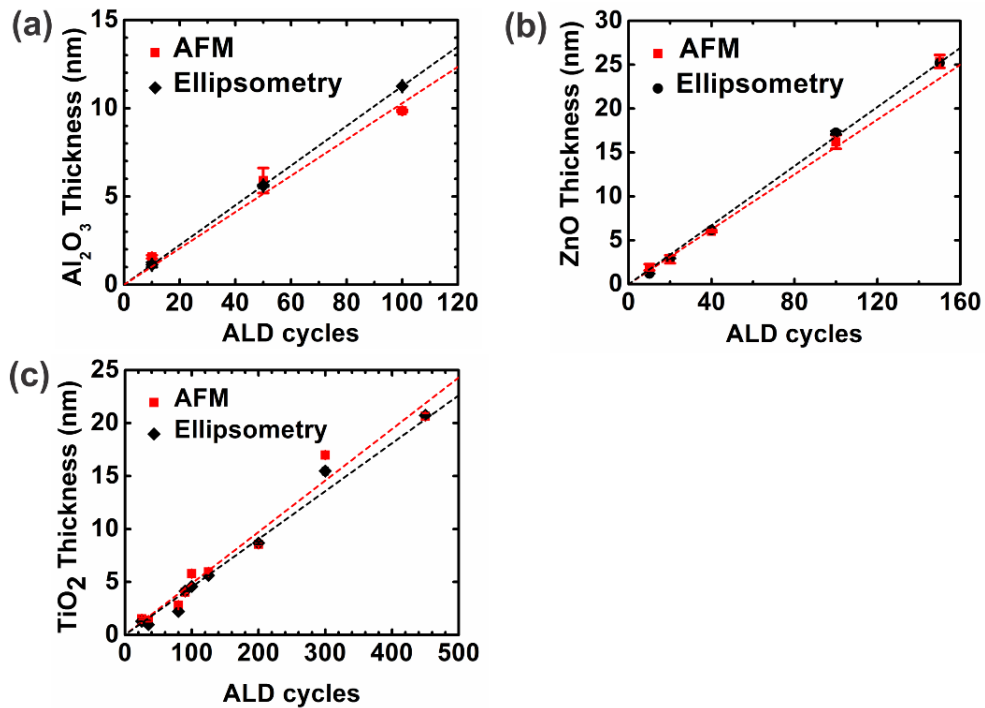 (a)
15
10
5
0
Al2O3 Thickness (nm)
AFM
Ellipsometry
0 20 40 60 80 100 120
ALD cycles
(b)
30
25
20
15
10
5
0
ZnO Thickness (nm)
AFM
Ellipsometry
0 40 80 120 160
ALD cycles
(c)
25
20
15
10
5
0
TiO2 Thickness (nm)
AFM
Ellipsometry
0 100 200 300 400 500
ALD cycles